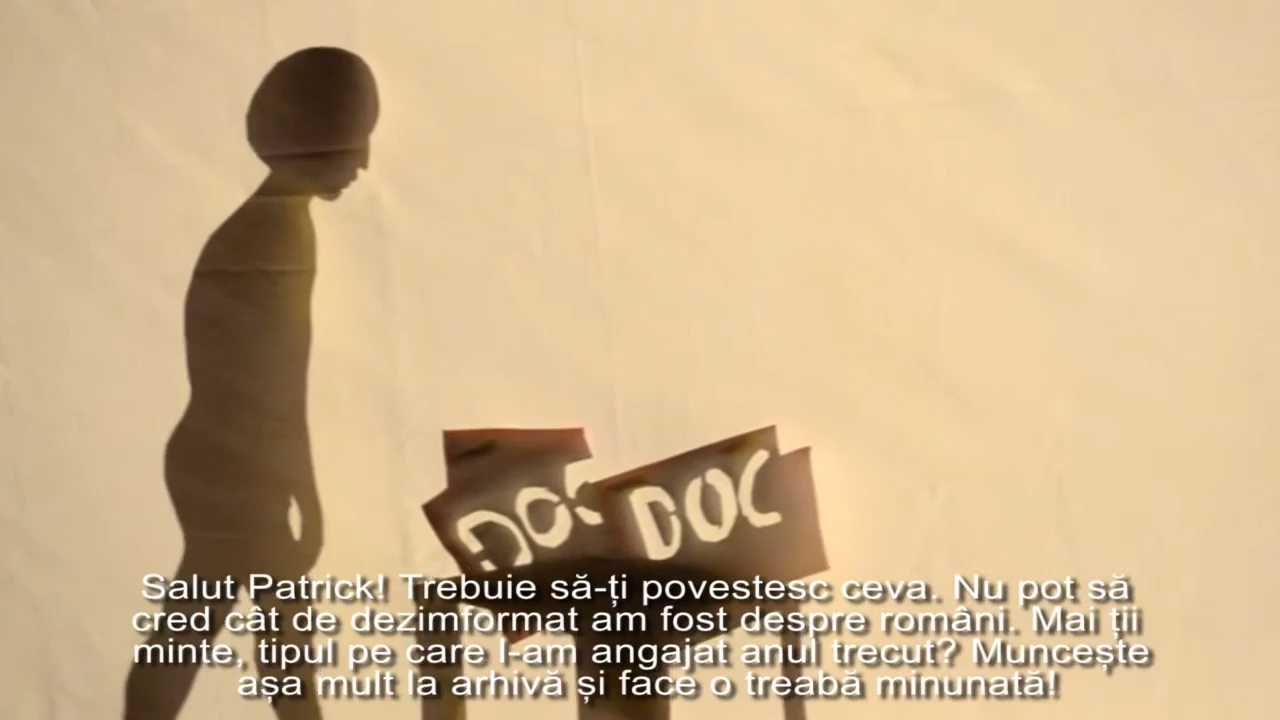 DOC DOC
Salut Patrick! Trebuie să-ți povestesc ceva. Nu pot să
cred cât de dezimformat am fost despre români. Mai ții
minte, tipul pe care l-am angajat anul trecut? Muncește
așa mult la arhivă și face o treabă minunată!